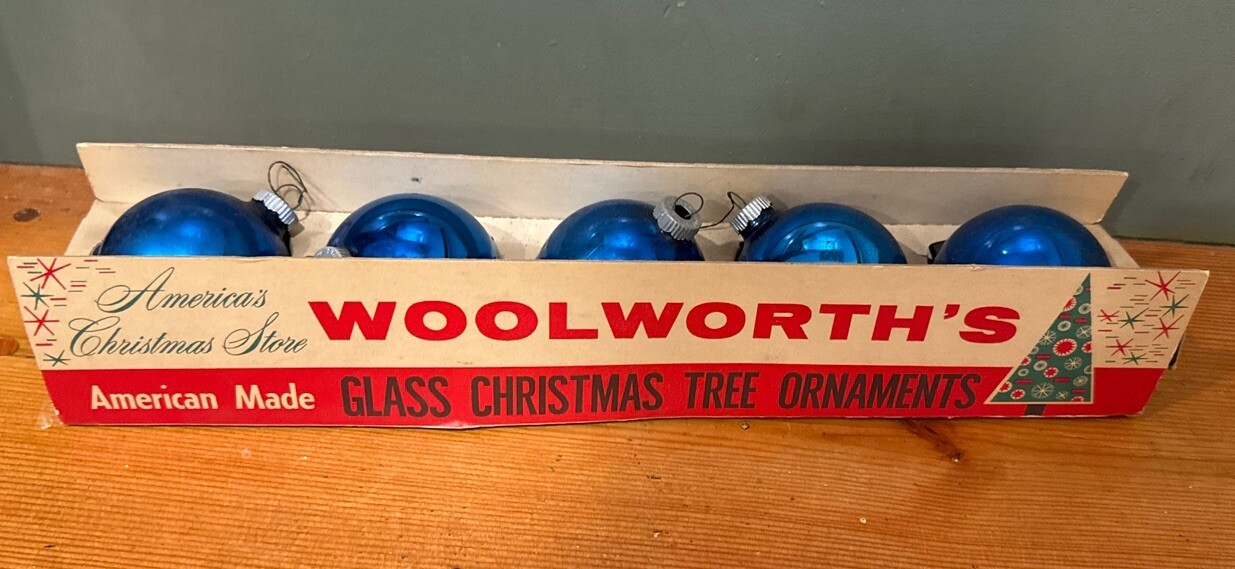 America's
Christmas Store
WOOLWORTH'S
American Made GLASS CHRISTMAS TREE ORNAMENTS